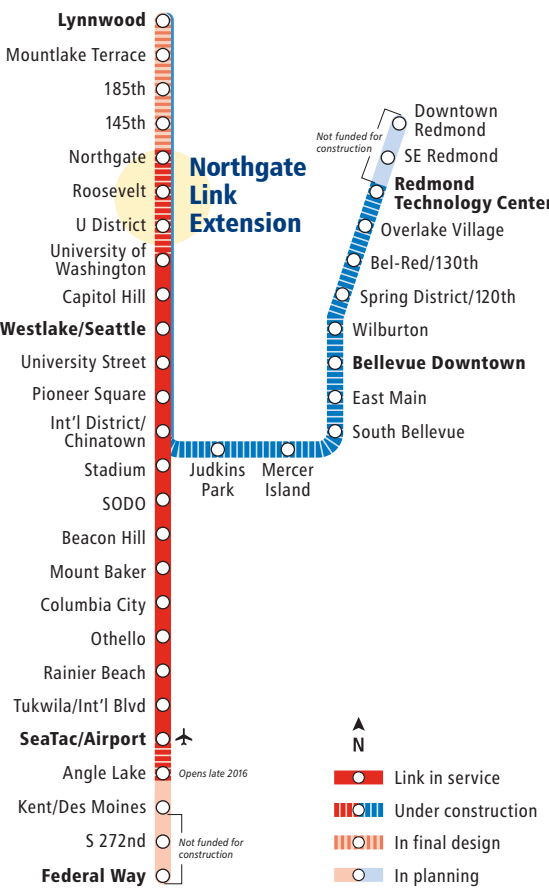 Lynnwood
Mountlake Terrace
185th
145th
Northgate
Roosevelt
U District
University of
Washington
Capitol Hill
Westlake/Seattle
University Street
Pioneer Square
Int'l District/
Chinatown
Stadium
SODO
Beacon Hill
Mount Baker
Columbia City
Othello
Rainier Beach
Tukwila/Int'l Blvd
SeaTac/Airport
Angle Lake
Opens late 2016
Kent/Des Moines
S 272nd
Federal Way
Not funded for
construction
Northgate
Link
Extension
Judkins
Park
Mercer
Island
Not funded for
construction
Downtown
Redmond
SE Redmond
Redmond
Technology Center
Overlake Village
Bel-Red/130th
Spring District/120th
Wilburton
Bellevue Downtown
East Main
South Bellevue
N
Link in service
Under construction
In final design
In planning